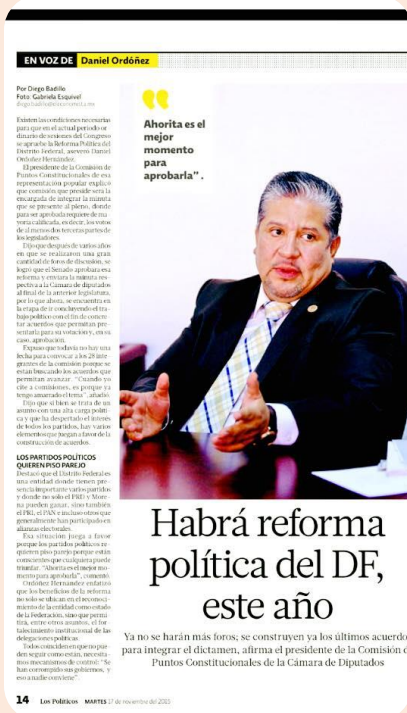 EN VOZ DE Daniel Ordóñez
Por Diego Badillo
Foto: Gabriela Esquivel
diego.badillo@eleconomista.mx
Existen las condiciones necesarias
para que en el actual periodo or-
dinario de sesiones del Congreso
se apruebe la Reforma Política del
Distrito Federal, aseveró Daniel
Ordóñez Hernández.
El presidente de la Comisión de
Puntos Constitucionales de esa
representación popular explicó
que comisión que preside será la
encargada de integrar la minuta
que se presente al pleno, donde
para ser aprobada requiere de ma-
yoría calificada, es decir, los votos
de al menos dos terceras partes de
los legisladores.
Dijo que después de varios años
en que se realizaron una gran
cantidad de foros de discusión, se
logró que el Senado aprobara esa
reforma y enviara la minuta res-
pectiva a la Cámara de diputados
al final de la anterior legislatura,
por lo que ahora, se encuentra en
la etapa de ir concluyendo el tra-
bajo político con el fin de concre-
tar acuerdos que permitan pre-
sentarla para su votación y, en su
caso, aprobación.
Expuso que todavía no hay una
fecha para convocar a los 28 inte-
grantes de la comisión porque se
están buscando los acuerdos que
permitan avanzar. "Cuando yo
cite a comisiones, es porque ya
tengo amarrado el tema", añadió.
Dijo que si bien se trata de un
asunto con una alta carga políti-
ca y que ha despertado el interés
de todos los partidos, hay varios
elementos que juegan a favor de la
construcción de acuerdos.
LOS PARTIDOS POLÍTICOS
QUIEREN PISO PAREJO
Destacó que el Distrito Federal es
una entidad donde tienen pre-
sencia importante varios partidos
y donde no solo el PRD y More-
na pueden ganar, sino también
el PRI, el PAN e incluso otros que
generalmente han participado en
alianzas electorales.
Esa situación juega a favor
porque los partidos políticos re-
quieren piso parejo porque están
conscientes que cualquiera puede
triunfar. "Ahorita es el mejor mo-
mento para aprobarla", comentó.
Ordóñez Hernández enfatizó
que los beneficios de la reforma
no solo se ubican en el reconoci-
miento de la entidad como estado
de la Federación, sino que permi-
tirá, entre otros asuntos, el for-
talecimiento institucional de las
delegaciones políticas.
Todos coinciden en que no pue-
den seguir como están, necesita-
mos mecanismos de control: "Se
han corrompido sus gobiernos, y
eso a nadie conviene".
Ahorita es el
mejor
momento
para
aprobarla".
Habrá reforma
política del DF,
este año
Ya no se harán más foros; se construyen ya los últimos acuerdo
para integrar el dictamen, afirma el presidente de la Comisión d
Puntos Constitucionales de la Cámara de Diputados
14 Los Políticos MARTES 17 de noviembre del 2015